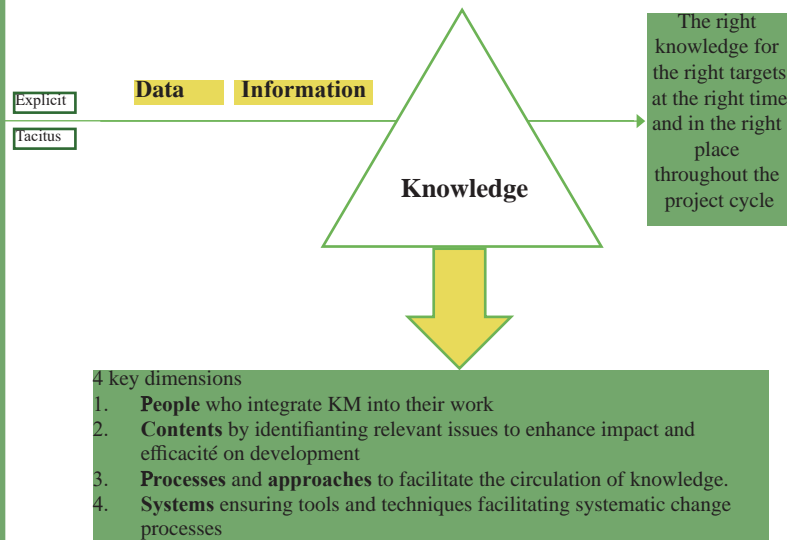 Explicit
Tacitus
Data
Information
Knowledge
The right
knowledge for
the right targets
at the right time
and in the right
place
throughout the
project cycle
4 key dimensions
1. People who integrate KM into their work
2. Contents by identifianting relevant issues to enhance impact and
efficacité on development
3. Processes and approaches to facilitate the circulation of knowledge.
4. Systems ensuring tools and techniques facilitating systematic change
processes